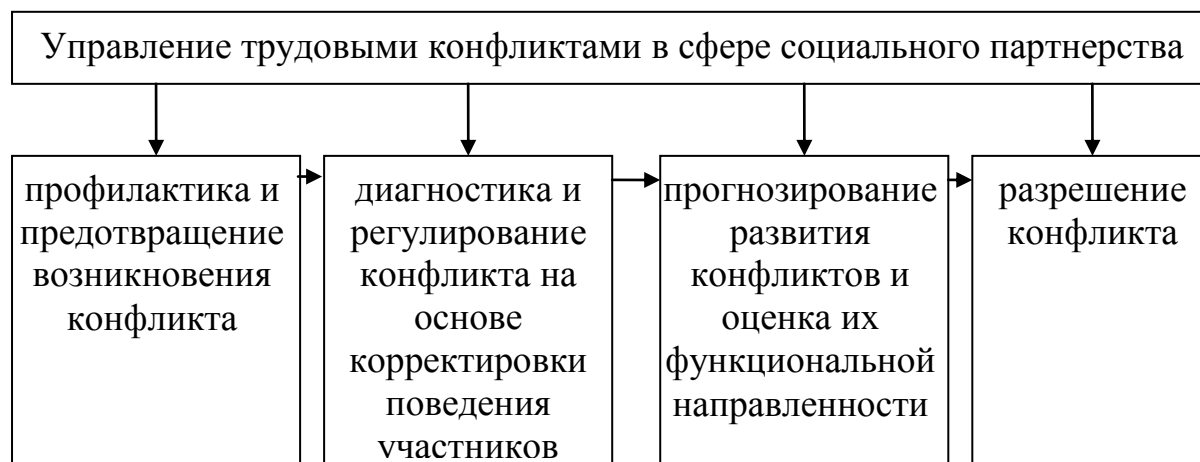 Управление трудовыми конфликтами в сфере социального партнерства
профилактика и
предотвращение
возникновения
конфликта
диагностика и
регулирование
конфликта на
основе
корректировки
поведения
участников
прогнозирование
развития
конфликтов и
оценка их
функциональной
направленности
разрешение
конфликта